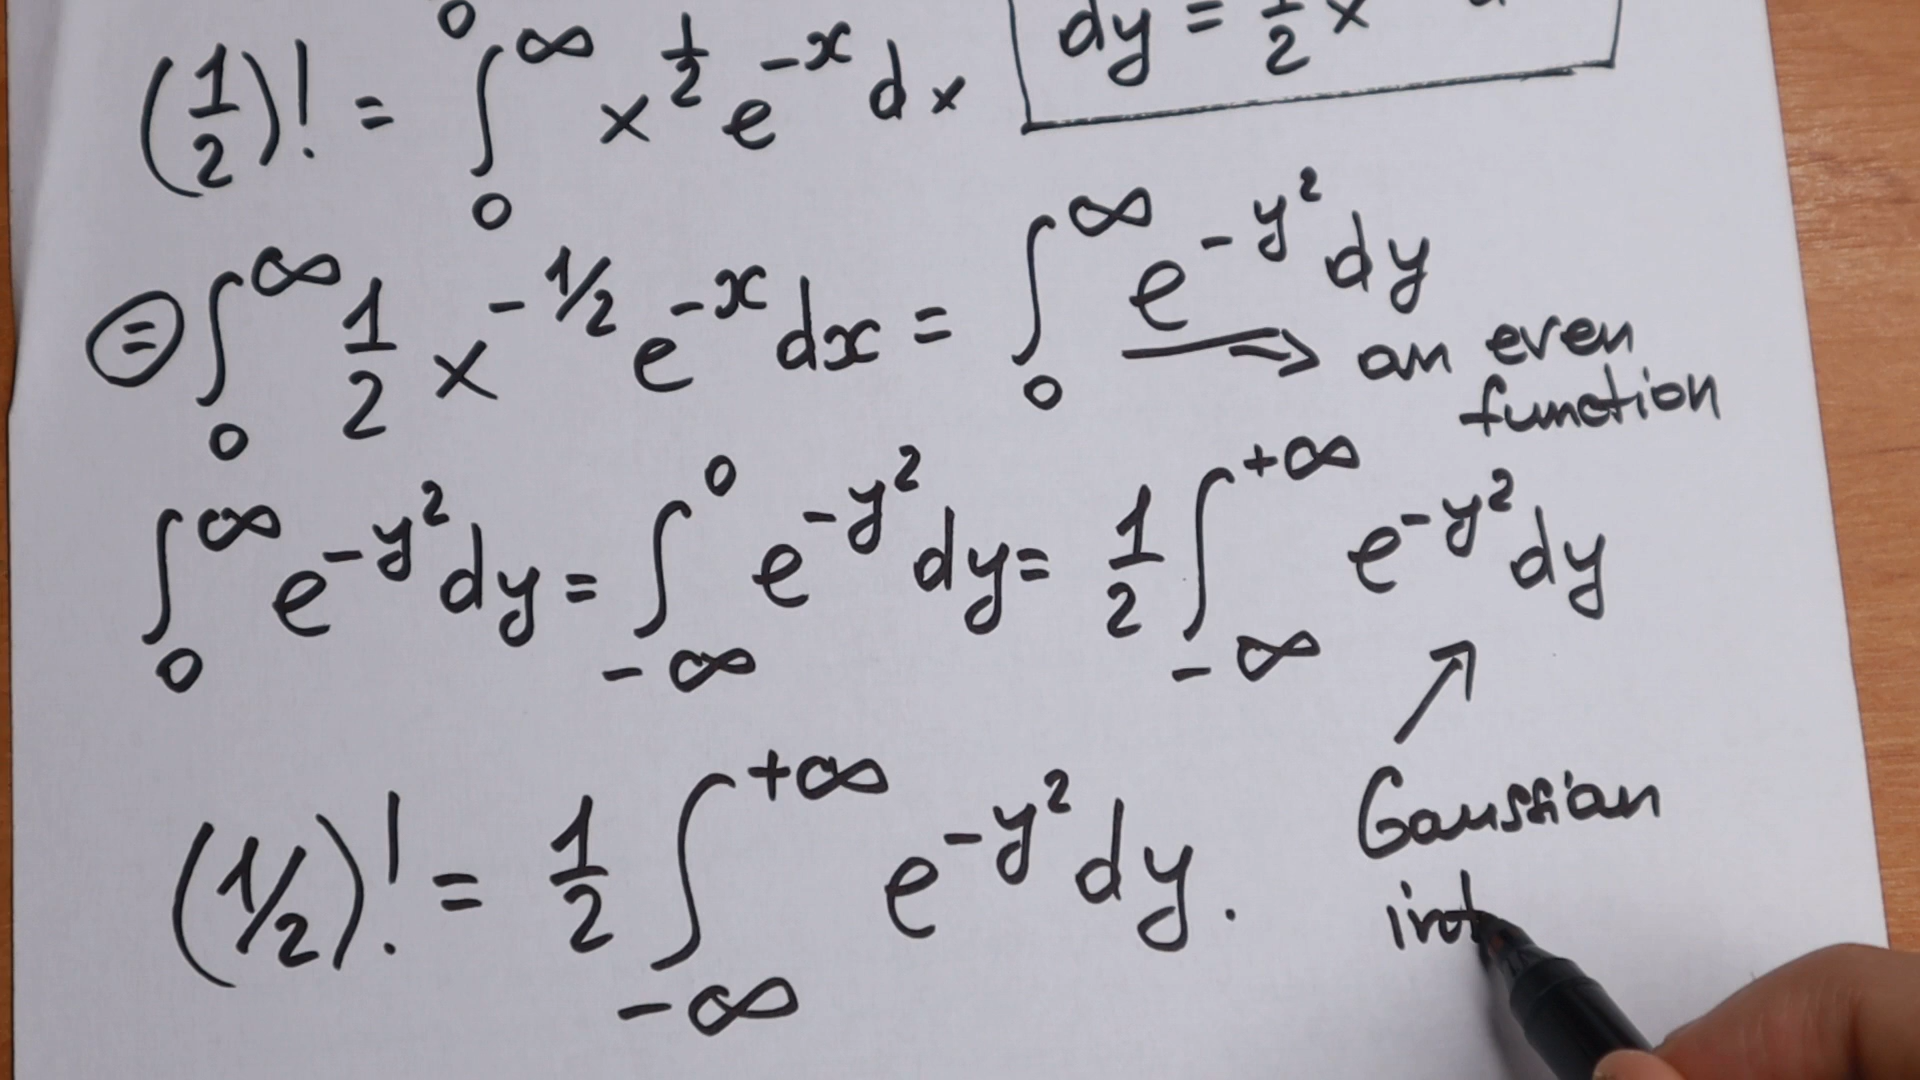 (1/2)! = ∫₀^∞ x^(1/2) e^(-x) dx
dy = 1/2 x
⊜ ∫₀^∞ 1/2 x^(-1/2) e^(-x) dx = ∫₀^∞ e^(-y²) dy
an even
function
∫₀^∞ e^(-y²) dy = ∫_(-∞)^0 e^(-y²) dy = 1/2 ∫_(-∞)^(+∞) e^(-y²) dy
(1/2)! = 1/2 ∫_(-∞)^(+∞) e^(-y²) dy.
Gaussian
int